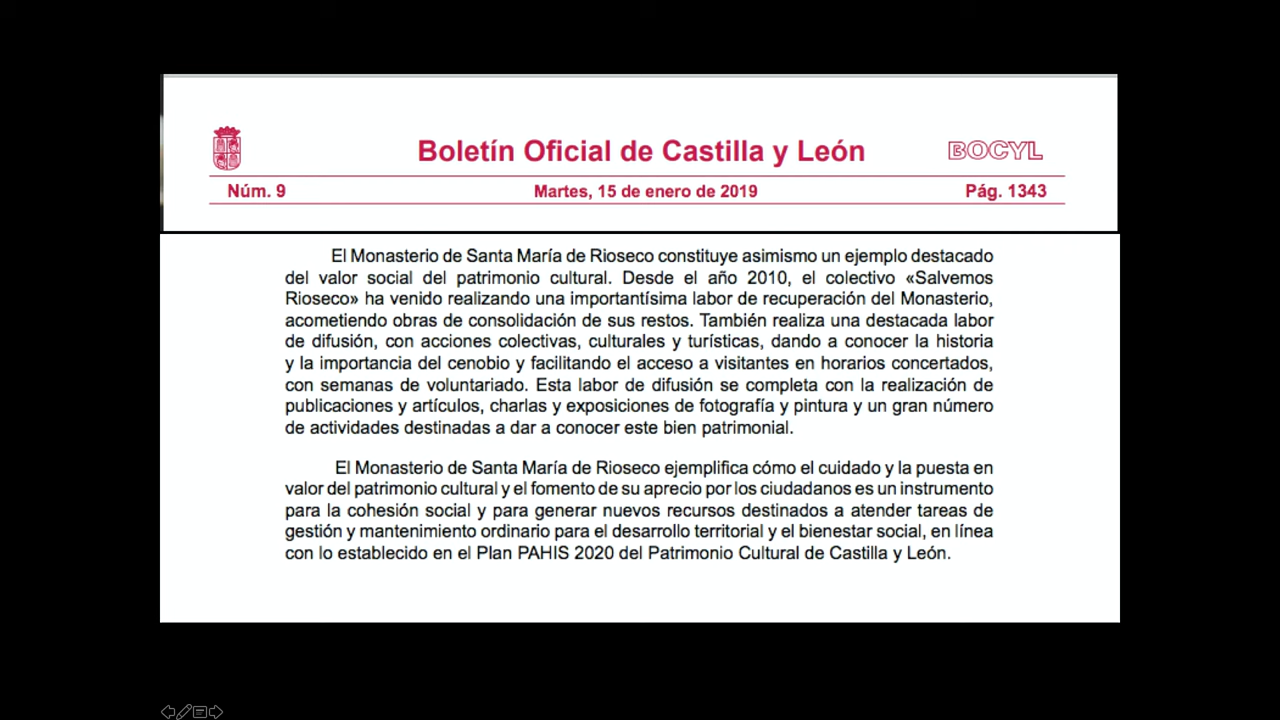 Boletín Oficial de Castilla y León
BOCYL
Núm. 9
Martes, 15 de enero de 2019
Pág. 1343
El Monasterio de Santa María de Rioseco constituye asimismo un ejemplo destacado
del valor social del patrimonio cultural. Desde el año 2010, el colectivo «Salvemos
Rioseco» ha venido realizando una importantísima labor de recuperación del Monasterio,
acometiendo obras de consolidación de sus restos. También realiza una destacada labor
de difusión, con acciones colectivas, culturales y turísticas, dando a conocer la historia
y la importancia del cenobio y facilitando el acceso a visitantes en horarios concertados,
con semanas de voluntariado. Esta labor de difusión se completa con la realización de
publicaciones y artículos, charlas y exposiciones de fotografía y pintura y un gran número
de actividades destinadas a dar a conocer este bien patrimonial.
El Monasterio de Santa María de Rioseco ejemplifica cómo el cuidado y la puesta en
valor del patrimonio cultural y el fomento de su aprecio por los ciudadanos es un instrumento
para la cohesión social y para generar nuevos recursos destinados a atender tareas de
gestión y mantenimiento ordinario para el desarrollo territorial y el bienestar social, en línea
con lo establecido en el Plan PAHIS 2020 del Patrimonio Cultural de Castilla y León.